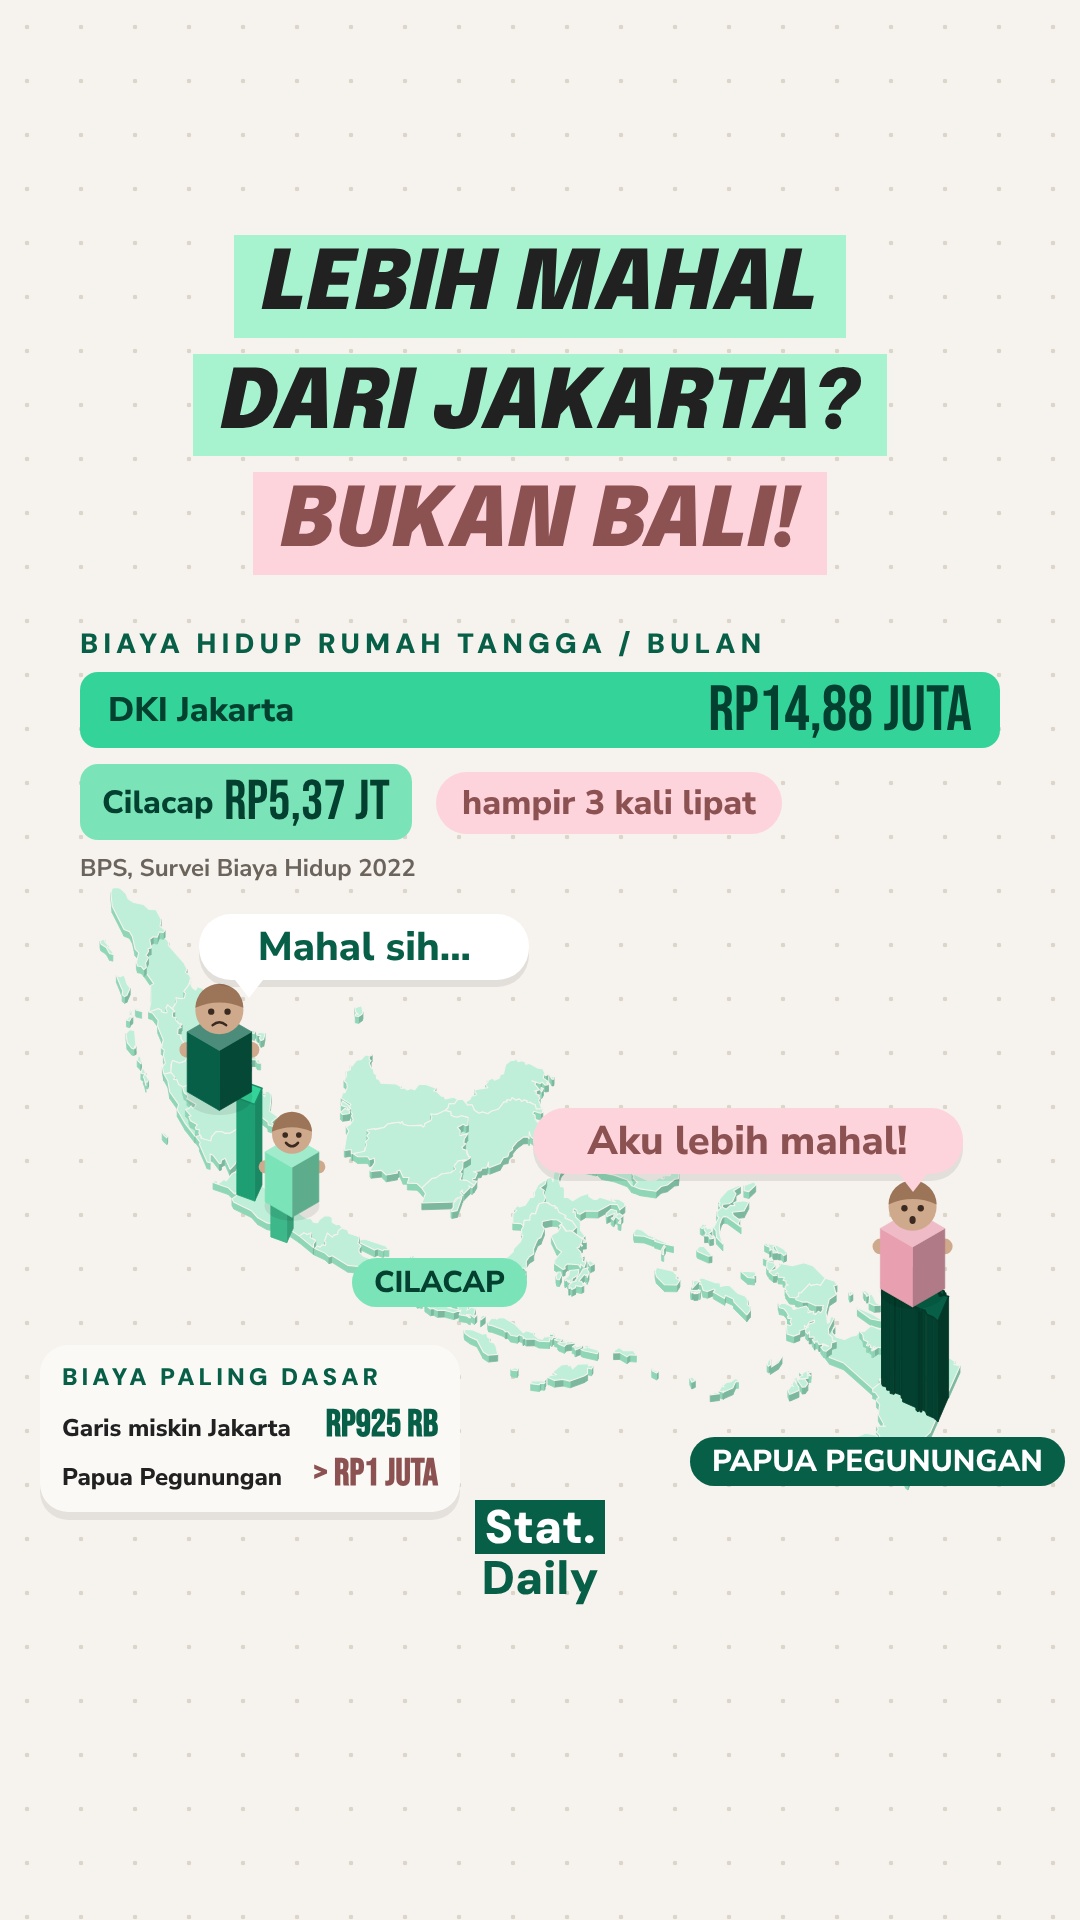 LEBIH MAHAL
DARI JAKARTA?
BUKAN BALI!
BIAYA HIDUP RUMAH TANGGA / BULAN
DKI Jakarta RP14,88 JUTA
Cilacap RP5,37 JT hampir 3 kali lipat
BPS, Survei Biaya Hidup 2022
Mahal sih...
Aku lebih mahal!
CILACAP
BIAYA PALING DASAR
Garis miskin Jakarta RP925 RB
Papua Pegunungan > RP1 JUTA
PAPUA PEGUNUNGAN
Stat.
Daily